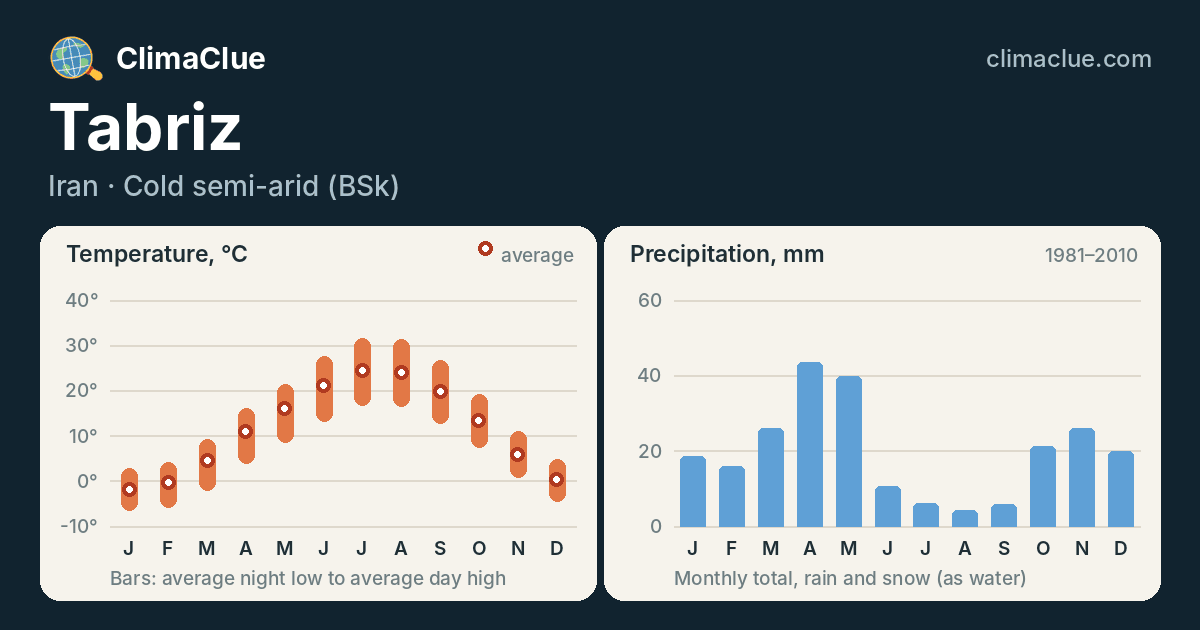 ClimaClue
climaclue.com
Tabriz
Iran · Cold semi-arid (BSk)
Temperature, °C
average
40°
30°
20°
10°
0°
-10°
J F M A M J J A S O N D
Bars: average night low to average day high
Precipitation, mm
1981–2010
60
40
20
0
J F M A M J J A S O N D
Monthly total, rain and snow (as water)